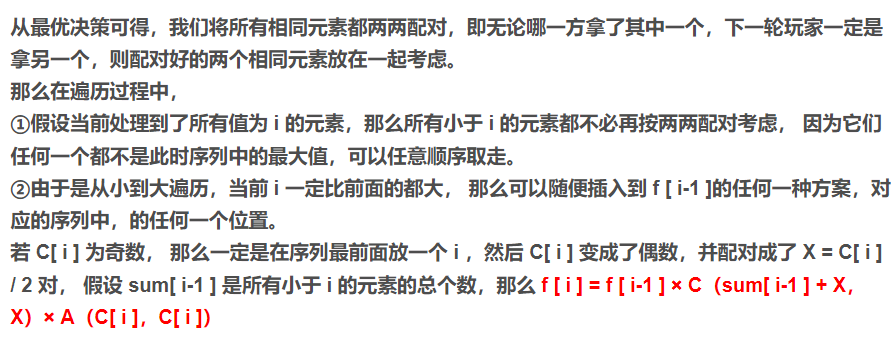 从最优决策可得，我们将所有相同元素都两两配对，即无论哪一方拿了其中一个，下一轮玩家一定是
拿另一个，则配对好的两个相同元素放在一起考虑。
那么在遍历过程中，
①假设当前处理到了所有值为 i 的元素，那么所有小于 i 的元素都不必再按两两配对考虑， 因为它们
任何一个都不是此时序列中的最大值，可以任意顺序取走。
②由于是从小到大遍历，当前 i 一定比前面的都大， 那么可以随便插入到 f [ i-1 ]的任何一种方案，对
应的序列中，的任何一个位置。
若 C[ i ] 为奇数， 那么一定是在序列最前面放一个 i ，然后 C[ i ] 变成了偶数，并配对成了 X = C[ i ]
/ 2 对， 假设 sum[ i-1 ] 是所有小于 i 的元素的总个数，那么 f [ i ] = f [ i-1 ] × C（sum[ i-1 ] + X，
X）× A（C[ i ]，C[ i ]）